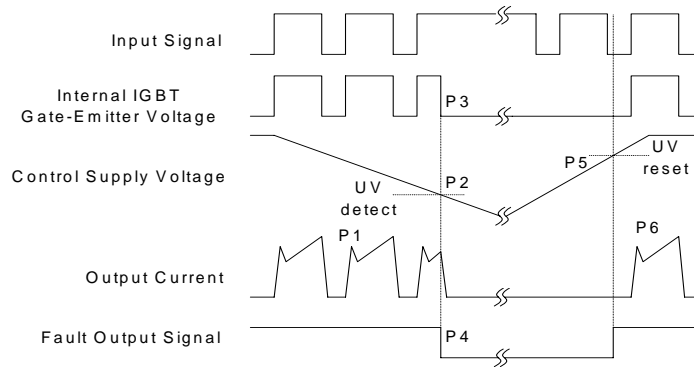 Input Signal
Internal IGBT
Gate-Emitter Voltage
P3
Control Supply Voltage
UV
detect
P2
P5
UV
reset
P1
P6
Output Current
Fault Output Signal
P4